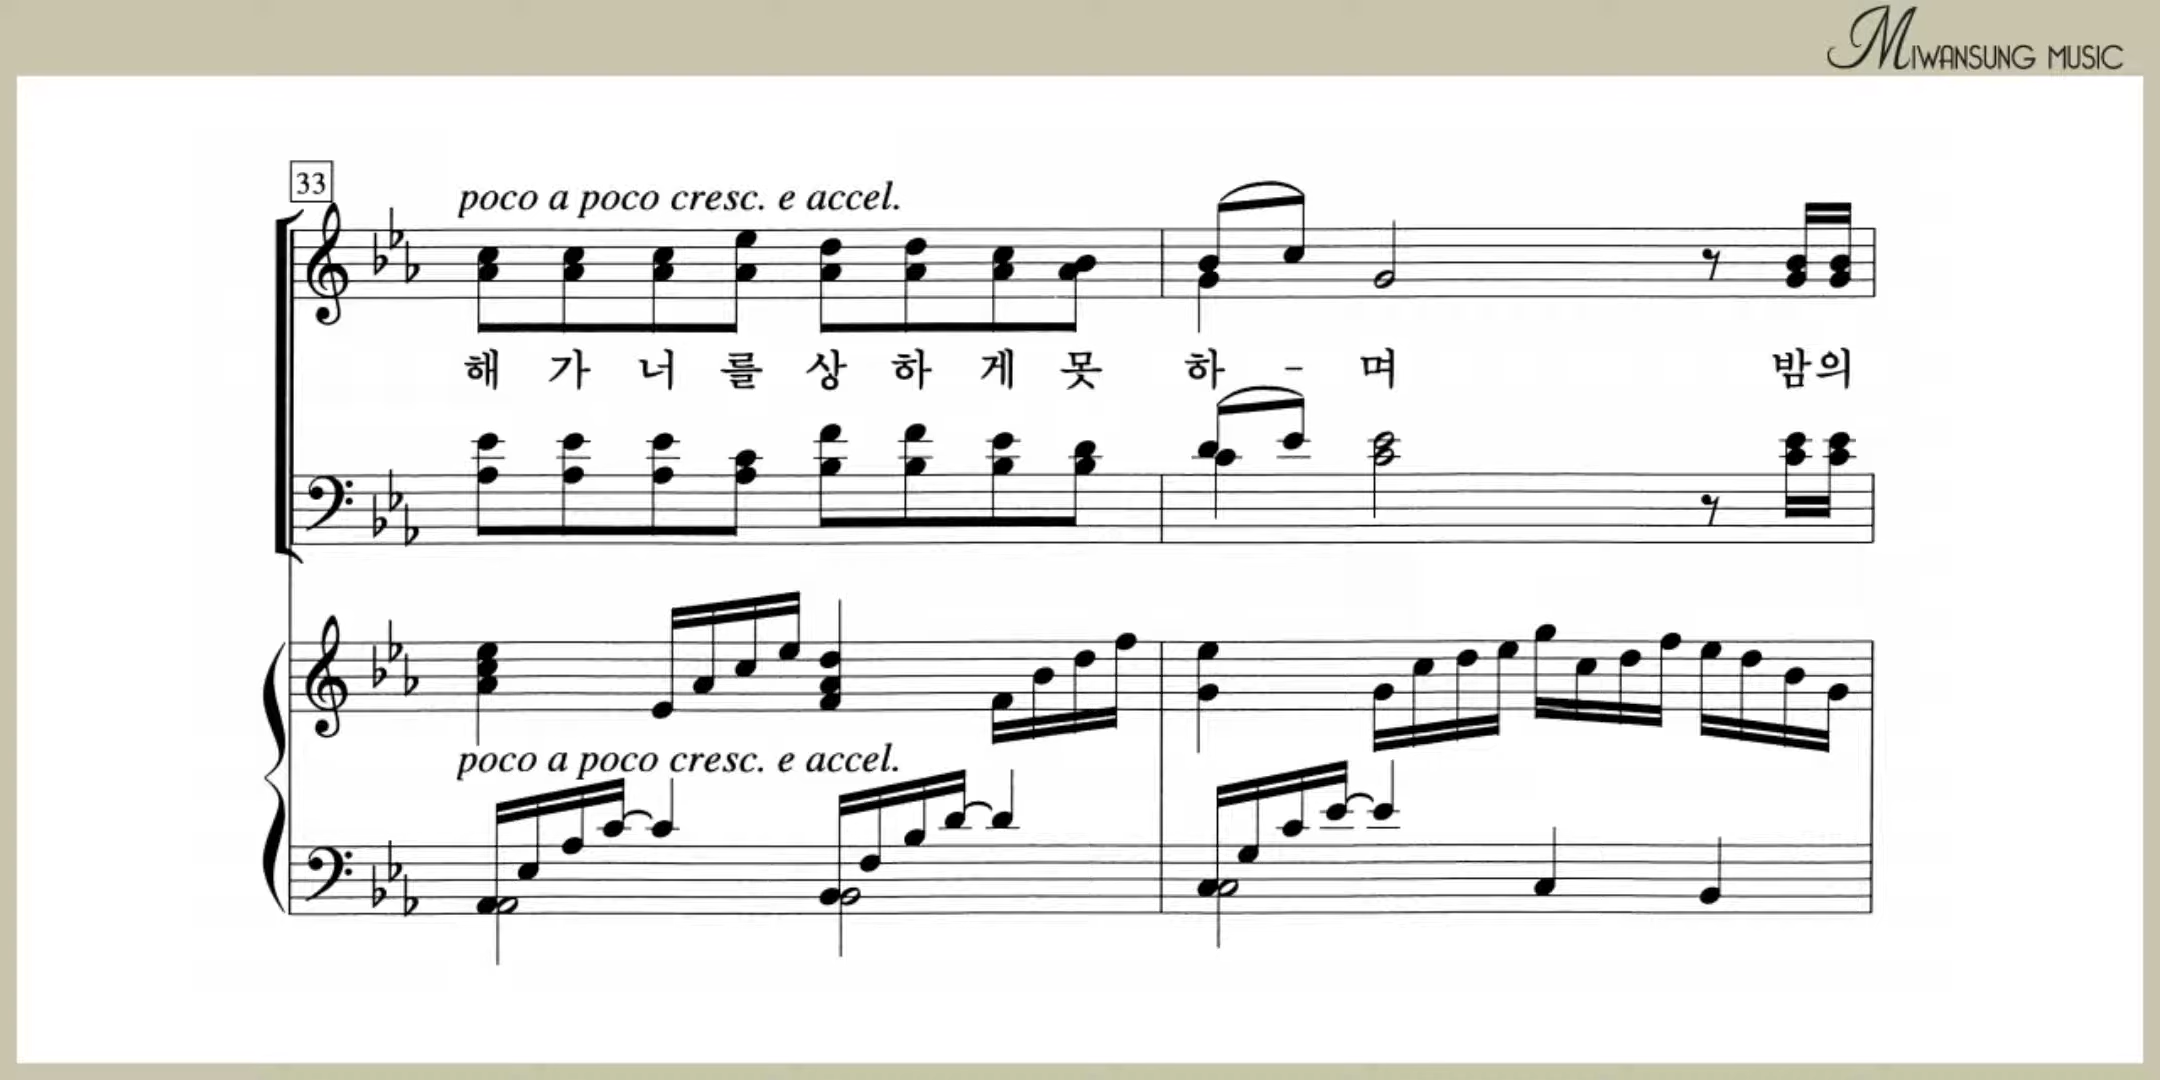 MIWANSUNG MUSIC
33
poco a poco cresc. e accel.
해 가 너 를 상 하 게 못 하 - 며 밤의
poco a poco cresc. e accel.